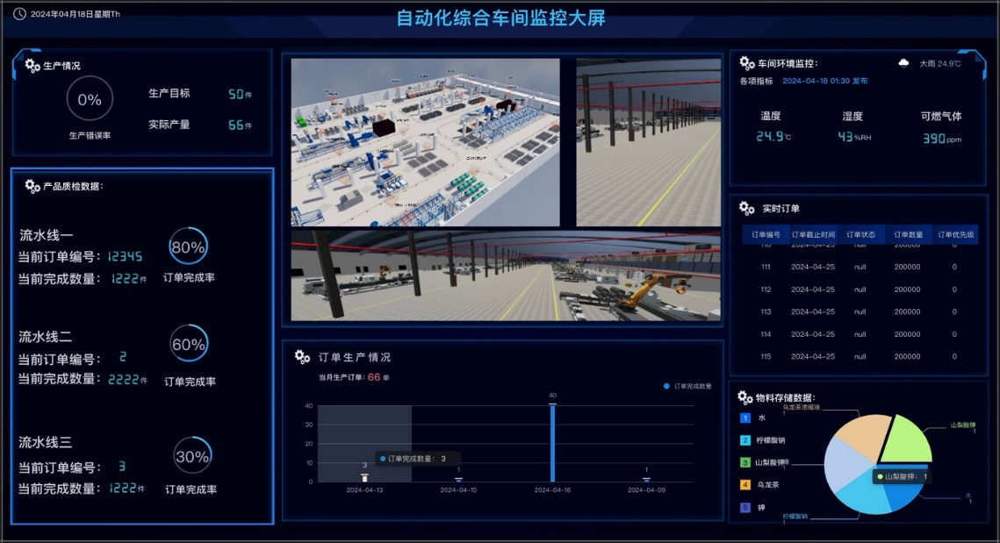 2024年04月18日星期Th
自动化综合车间监控大屏
生产情况
0%
生产错误率
生产目标 50件
实际产量 66件
产品质检数据：
流水线一
当前订单编号：12345
当前完成数量：1222件
80%
订单完成率
流水线二
当前订单编号：2
当前完成数量：2222件
60%
订单完成率
流水线三
当前订单编号：3
当前完成数量：1222件
30%
订单完成率
订单生产情况
当月生产订单：66 单
订单完成数量
40
30
20
10
0
3
1
40
1
订单完成数量： 3
2024-04-13
2024-04-15
2024-04-16
2024-04-09
车间环境监控：
大雨 24.9℃
各项指标 2024-04-18 01:30 发布
温度 湿度 可燃气体
24.9℃ 43%RH 390ppm
实时订单
订单编号 订单截止时间 订单状态 订单数量 订单优先级
110 2024-04-25 null 200000 0
111 2024-04-25 null 200000 0
112 2024-04-25 null 200000 0
113 2024-04-25 null 200000 0
114 2024-04-25 null 200000 0
115 2024-04-25 null 200000 0
物料存储数据：
1 水
2 柠檬酸钠
3 山梨酸钾
4 乌龙茶
5 钾
乌龙茶浓缩液
1
山梨酸钾
1
山梨酸钾： 1
水
1
柠檬酸钠
1